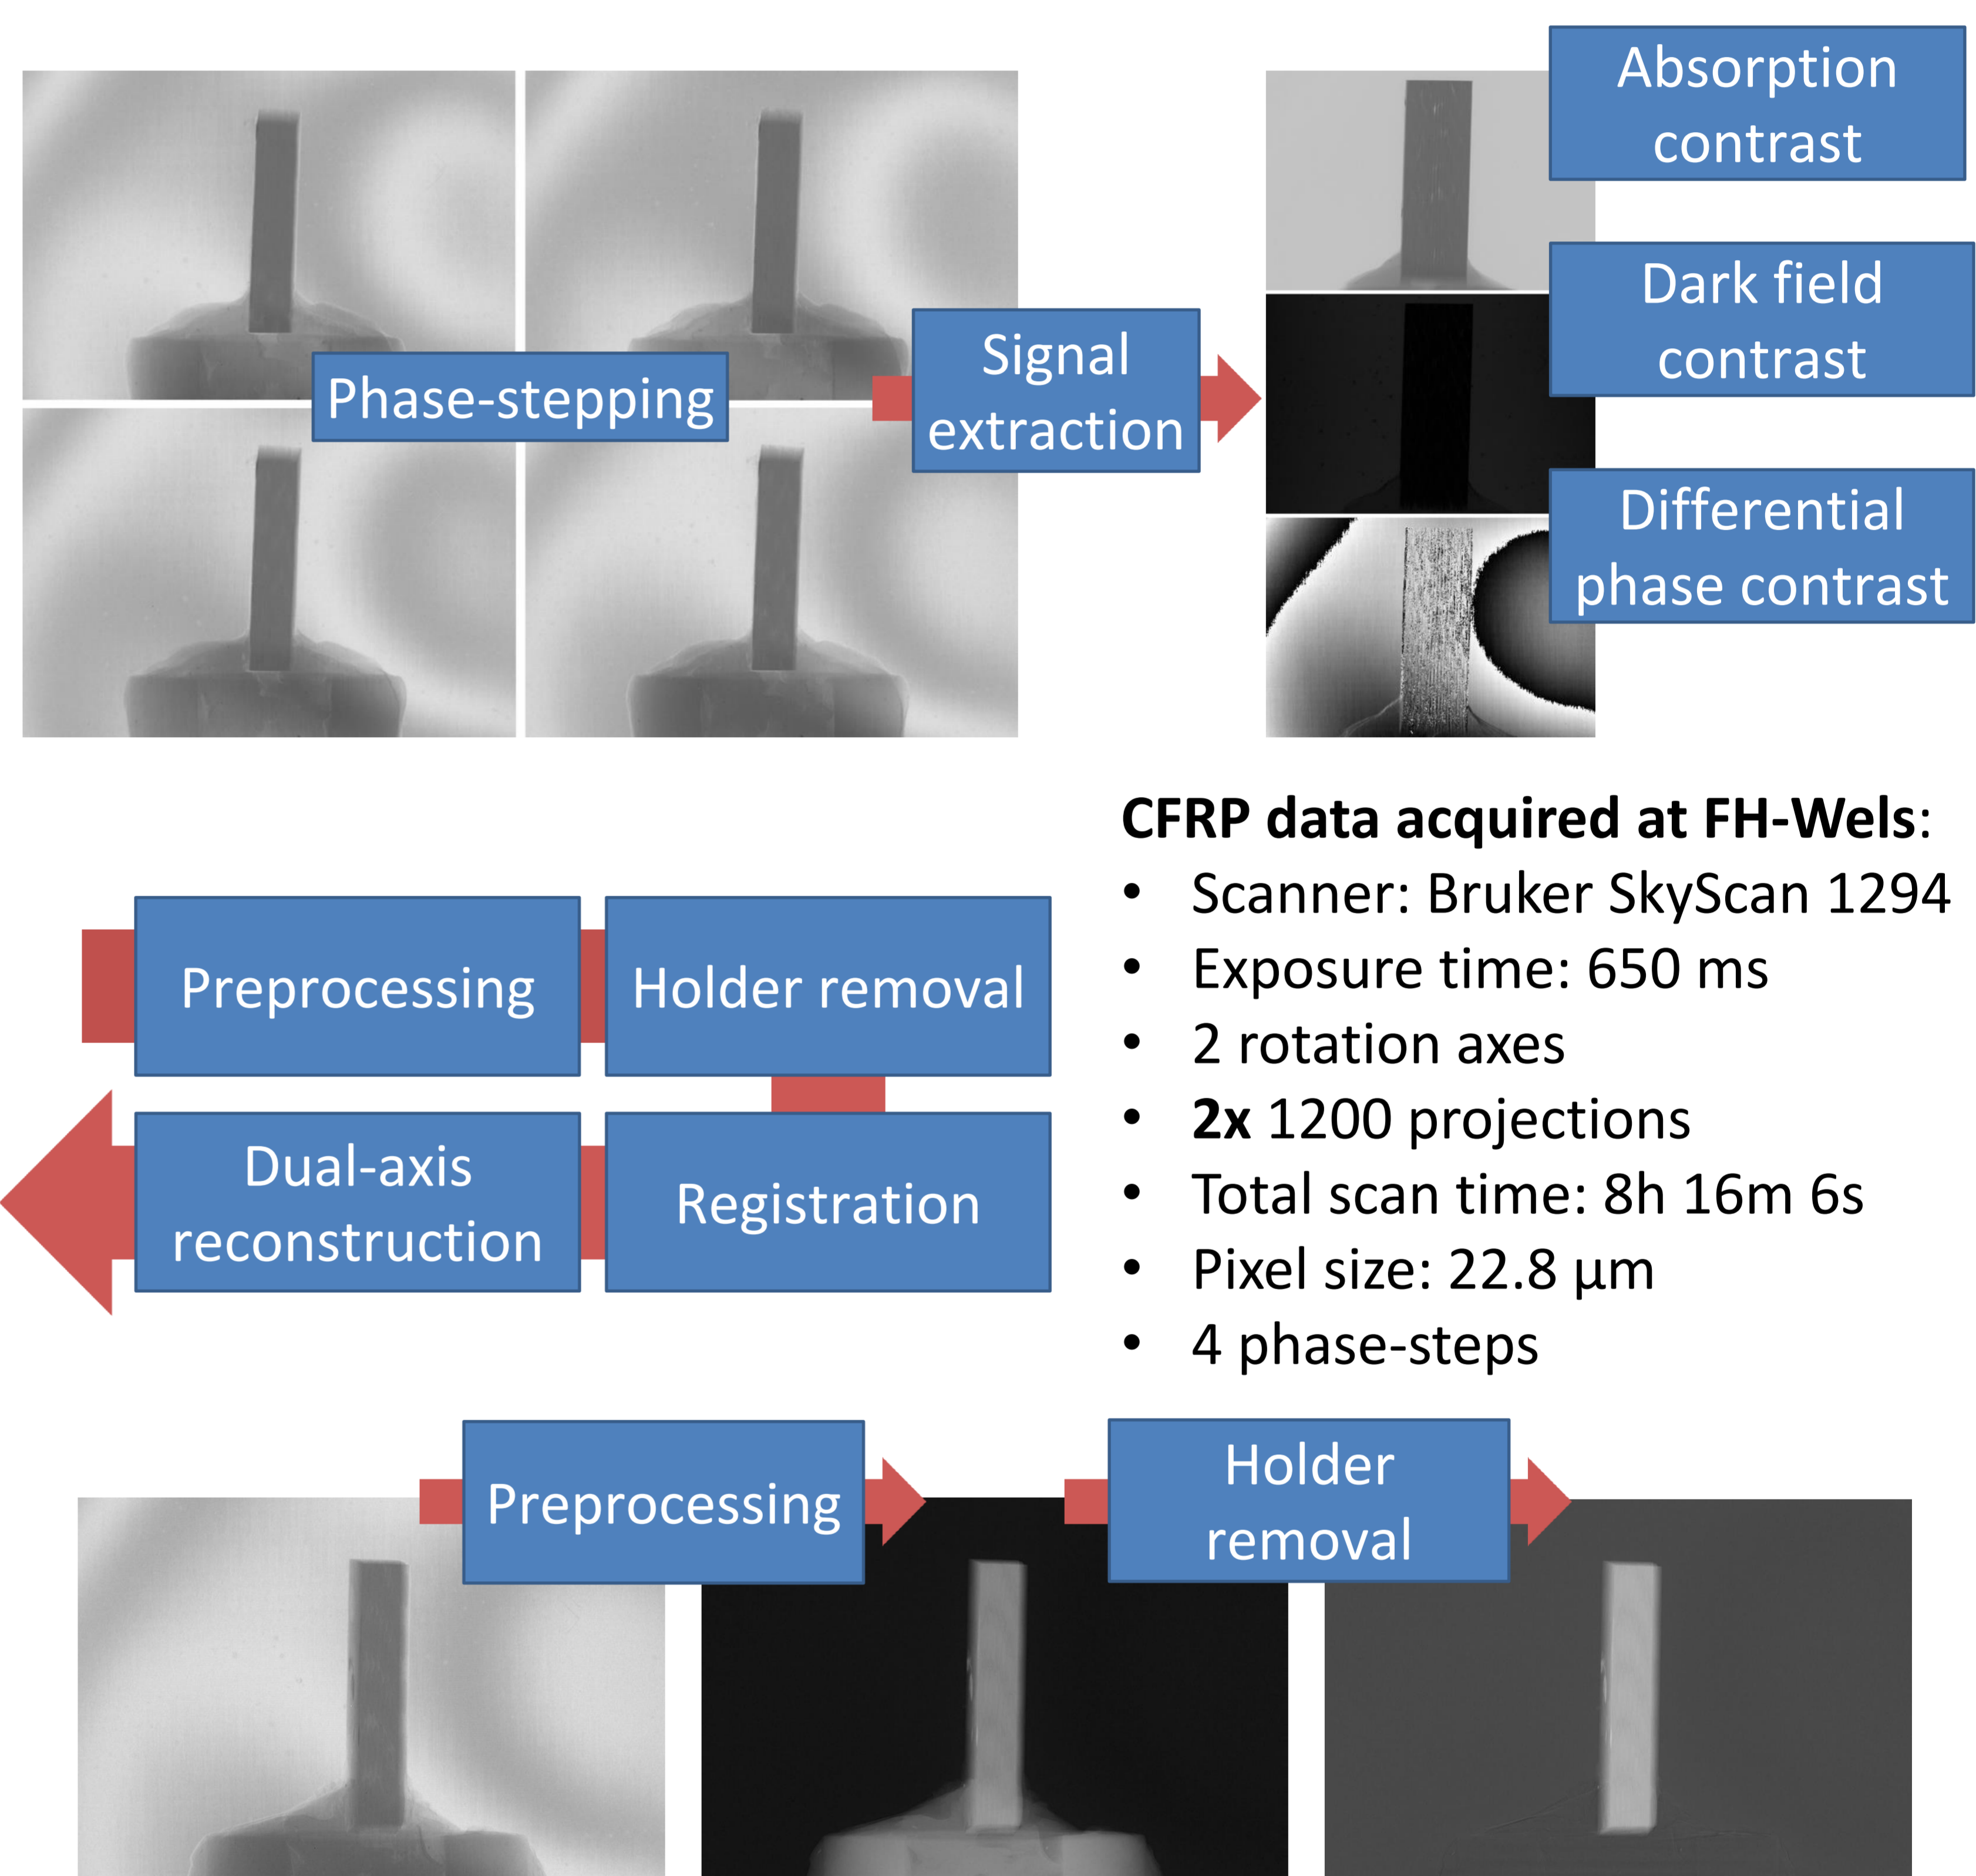 Absorption
contrast
Dark field
contrast
Phase-stepping
Signal
extraction
Differential
phase contrast
CFRP data acquired at FH-Wels:
• Scanner: Bruker SkyScan 1294
• Exposure time: 650 ms
• 2 rotation axes
• 2x 1200 projections
• Total scan time: 8h 16m 6s
• Pixel size: 22.8 µm
• 4 phase-steps
Preprocessing
Holder removal
Dual-axis
reconstruction
Registration
Preprocessing
Holder
removal